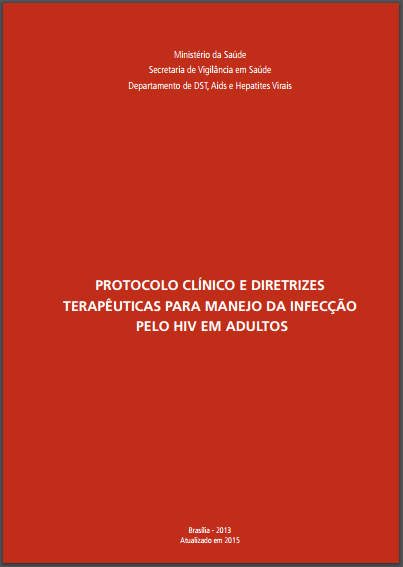 Ministério da Saúde
Secretaria de Vigilância em Saúde
Departamento de DST, Aids e Hepatites Virais
PROTOCOLO CLÍNICO E DIRETRIZES
TERAPÊUTICAS PARA MANEJO DA INFECÇÃO
PELO HIV EM ADULTOS
Brasília - 2013
Atualizado em 2015